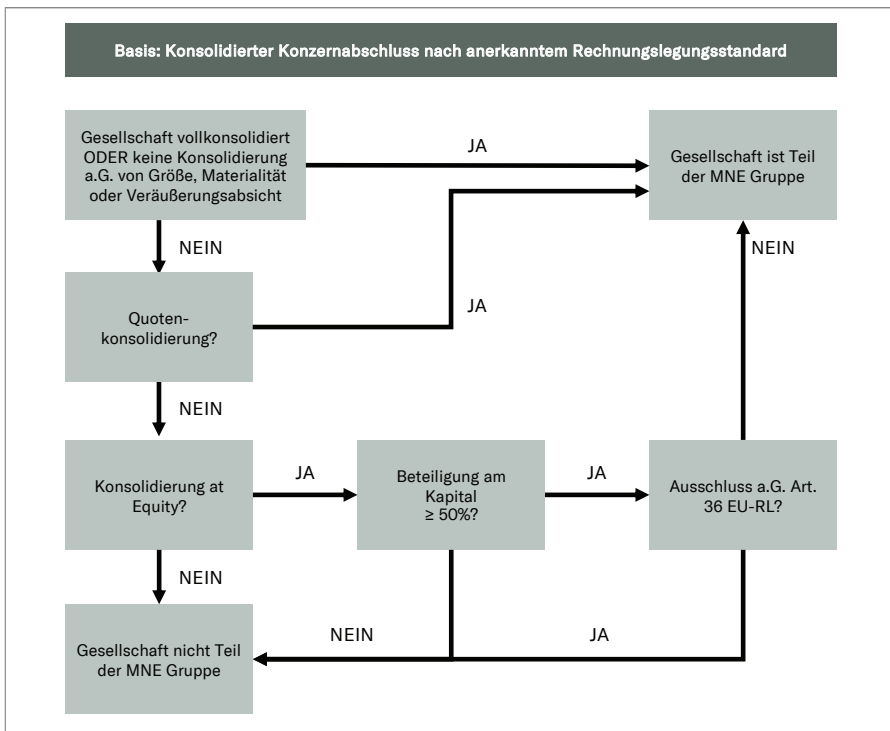 Basis: Konsolidierter Konzernabschluss nach anerkanntem Rechnungslegungsstandard
Gesellschaft vollkonsolidiert
ODER keine Konsolidierung
a.G. von Größe, Materialität
oder Veräußerungsabsicht
JA
Gesellschaft ist Teil
der MNE Gruppe
NEIN
NEIN
Quoten-
konsolidierung?
JA
NEIN
Konsolidierung at
Equity?
JA
Beteiligung am
Kapital
≥ 50%?
JA
Ausschluss a.G. Art.
36 EU-RL?
NEIN
Gesellschaft nicht Teil
der MNE Gruppe
NEIN
JA